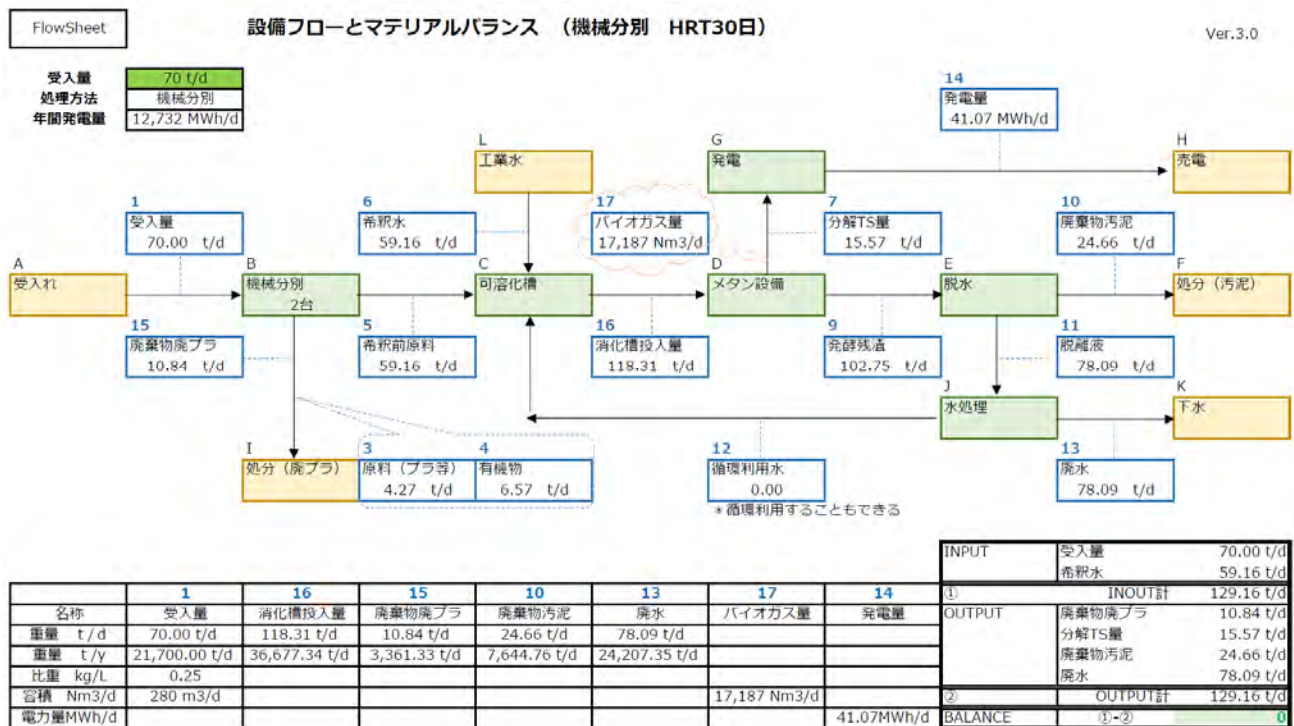 FlowSheet
設備フローとマテリアルバランス （機械分別 HRT30日）
Ver.3.0
受入量 70 t/d
処理方法 機械分別
年間発電量 12,732 MWh/d
14
発電量
41.07 MWh/d
L
工業水
G
発電
H
売電
1
受入量
70.00 t/d
6
希釈水
59.16 t/d
17
バイオガス量
17,187 Nm3/d
7
分解TS量
15.57 t/d
10
廃棄物汚泥
24.66 t/d
A
受入れ
B
機械分別
2台
C
可溶化槽
D
メタン設備
E
脱水
F
処分（汚泥）
15
廃棄物廃プラ
10.84 t/d
5
希釈前原料
59.16 t/d
16
消化槽投入量
118.31 t/d
9
発酵残渣
102.75 t/d
11
脱離液
78.09 t/d
J
水処理
K
下水
I
処分（廃プラ）
3
原料（プラ等）
4.27 t/d
4
有機物
6.57 t/d
12
循環利用水
0.00
＊循環利用することもできる
13
廃水
78.09 t/d
1 16 15 10 13 17 14
名称 受入量 消化槽投入量 廃棄物廃プラ 廃棄物汚泥 廃水 バイオガス量 発電量
重量 t/d 70.00 t/d 118.31 t/d 10.84 t/d 24.66 t/d 78.09 t/d
重量 t/y 21,700.00 t/d 36,677.34 t/d 3,361.33 t/d 7,644.76 t/d 24,207.35 t/d
比重 kg/L 0.25
容積 Nm3/d 280 m3/d 17,187 Nm3/d
電力量MWh/d 41.07MWh/d
INPUT 受入量 70.00 t/d
希釈水 59.16 t/d
① INOUT計 129.16 t/d
OUTPUT 廃棄物廃プラ 10.84 t/d
分解TS量 15.57 t/d
廃棄物汚泥 24.66 t/d
廃水 78.09 t/d
② OUTPUT計 129.16 t/d
BALANCE ①-② 0